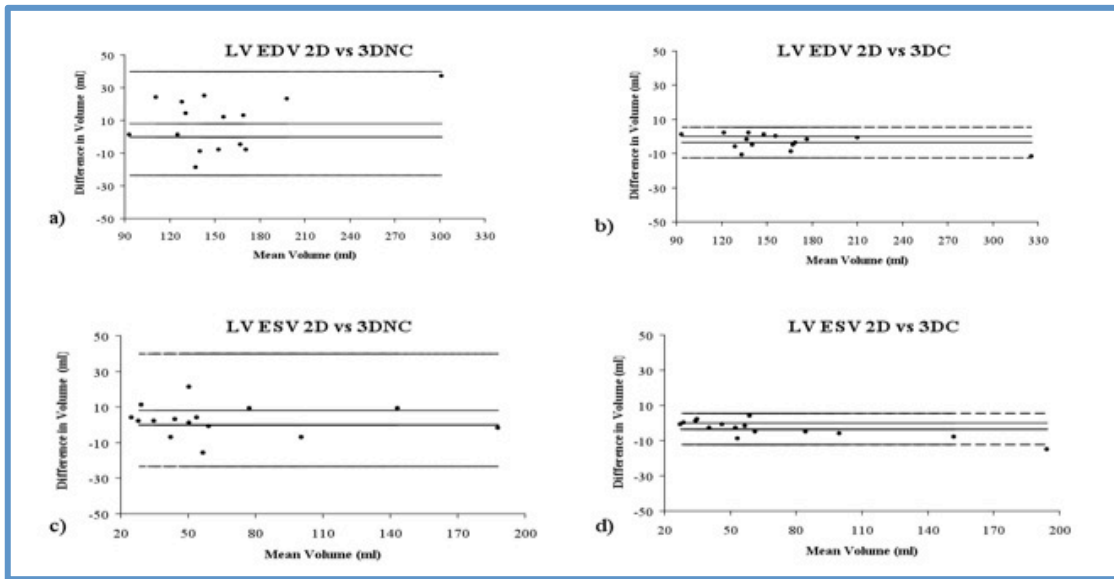 LV EDV 2D vs 3DNC
Difference in Volume (ml)
50
30
10
-10
-30
-50
90 120 150 180 210 240 270 300 330
Mean Volume (ml)
a)
LV EDV 2D vs 3DC
Difference in Volume (ml)
50
30
10
-10
-30
-50
90 120 150 180 210 240 270 300 330
Mean Volume (ml)
b)
LV ESV 2D vs 3DNC
Difference in Volume (ml)
50
30
10
-10
-30
-50
20 50 80 110 140 170 200
Mean Volume (ml)
c)
LV ESV 2D vs 3DC
Difference in Volume (ml)
50
30
10
-10
-30
-50
20 50 80 110 140 170 200
Mean Volume (ml)
d)